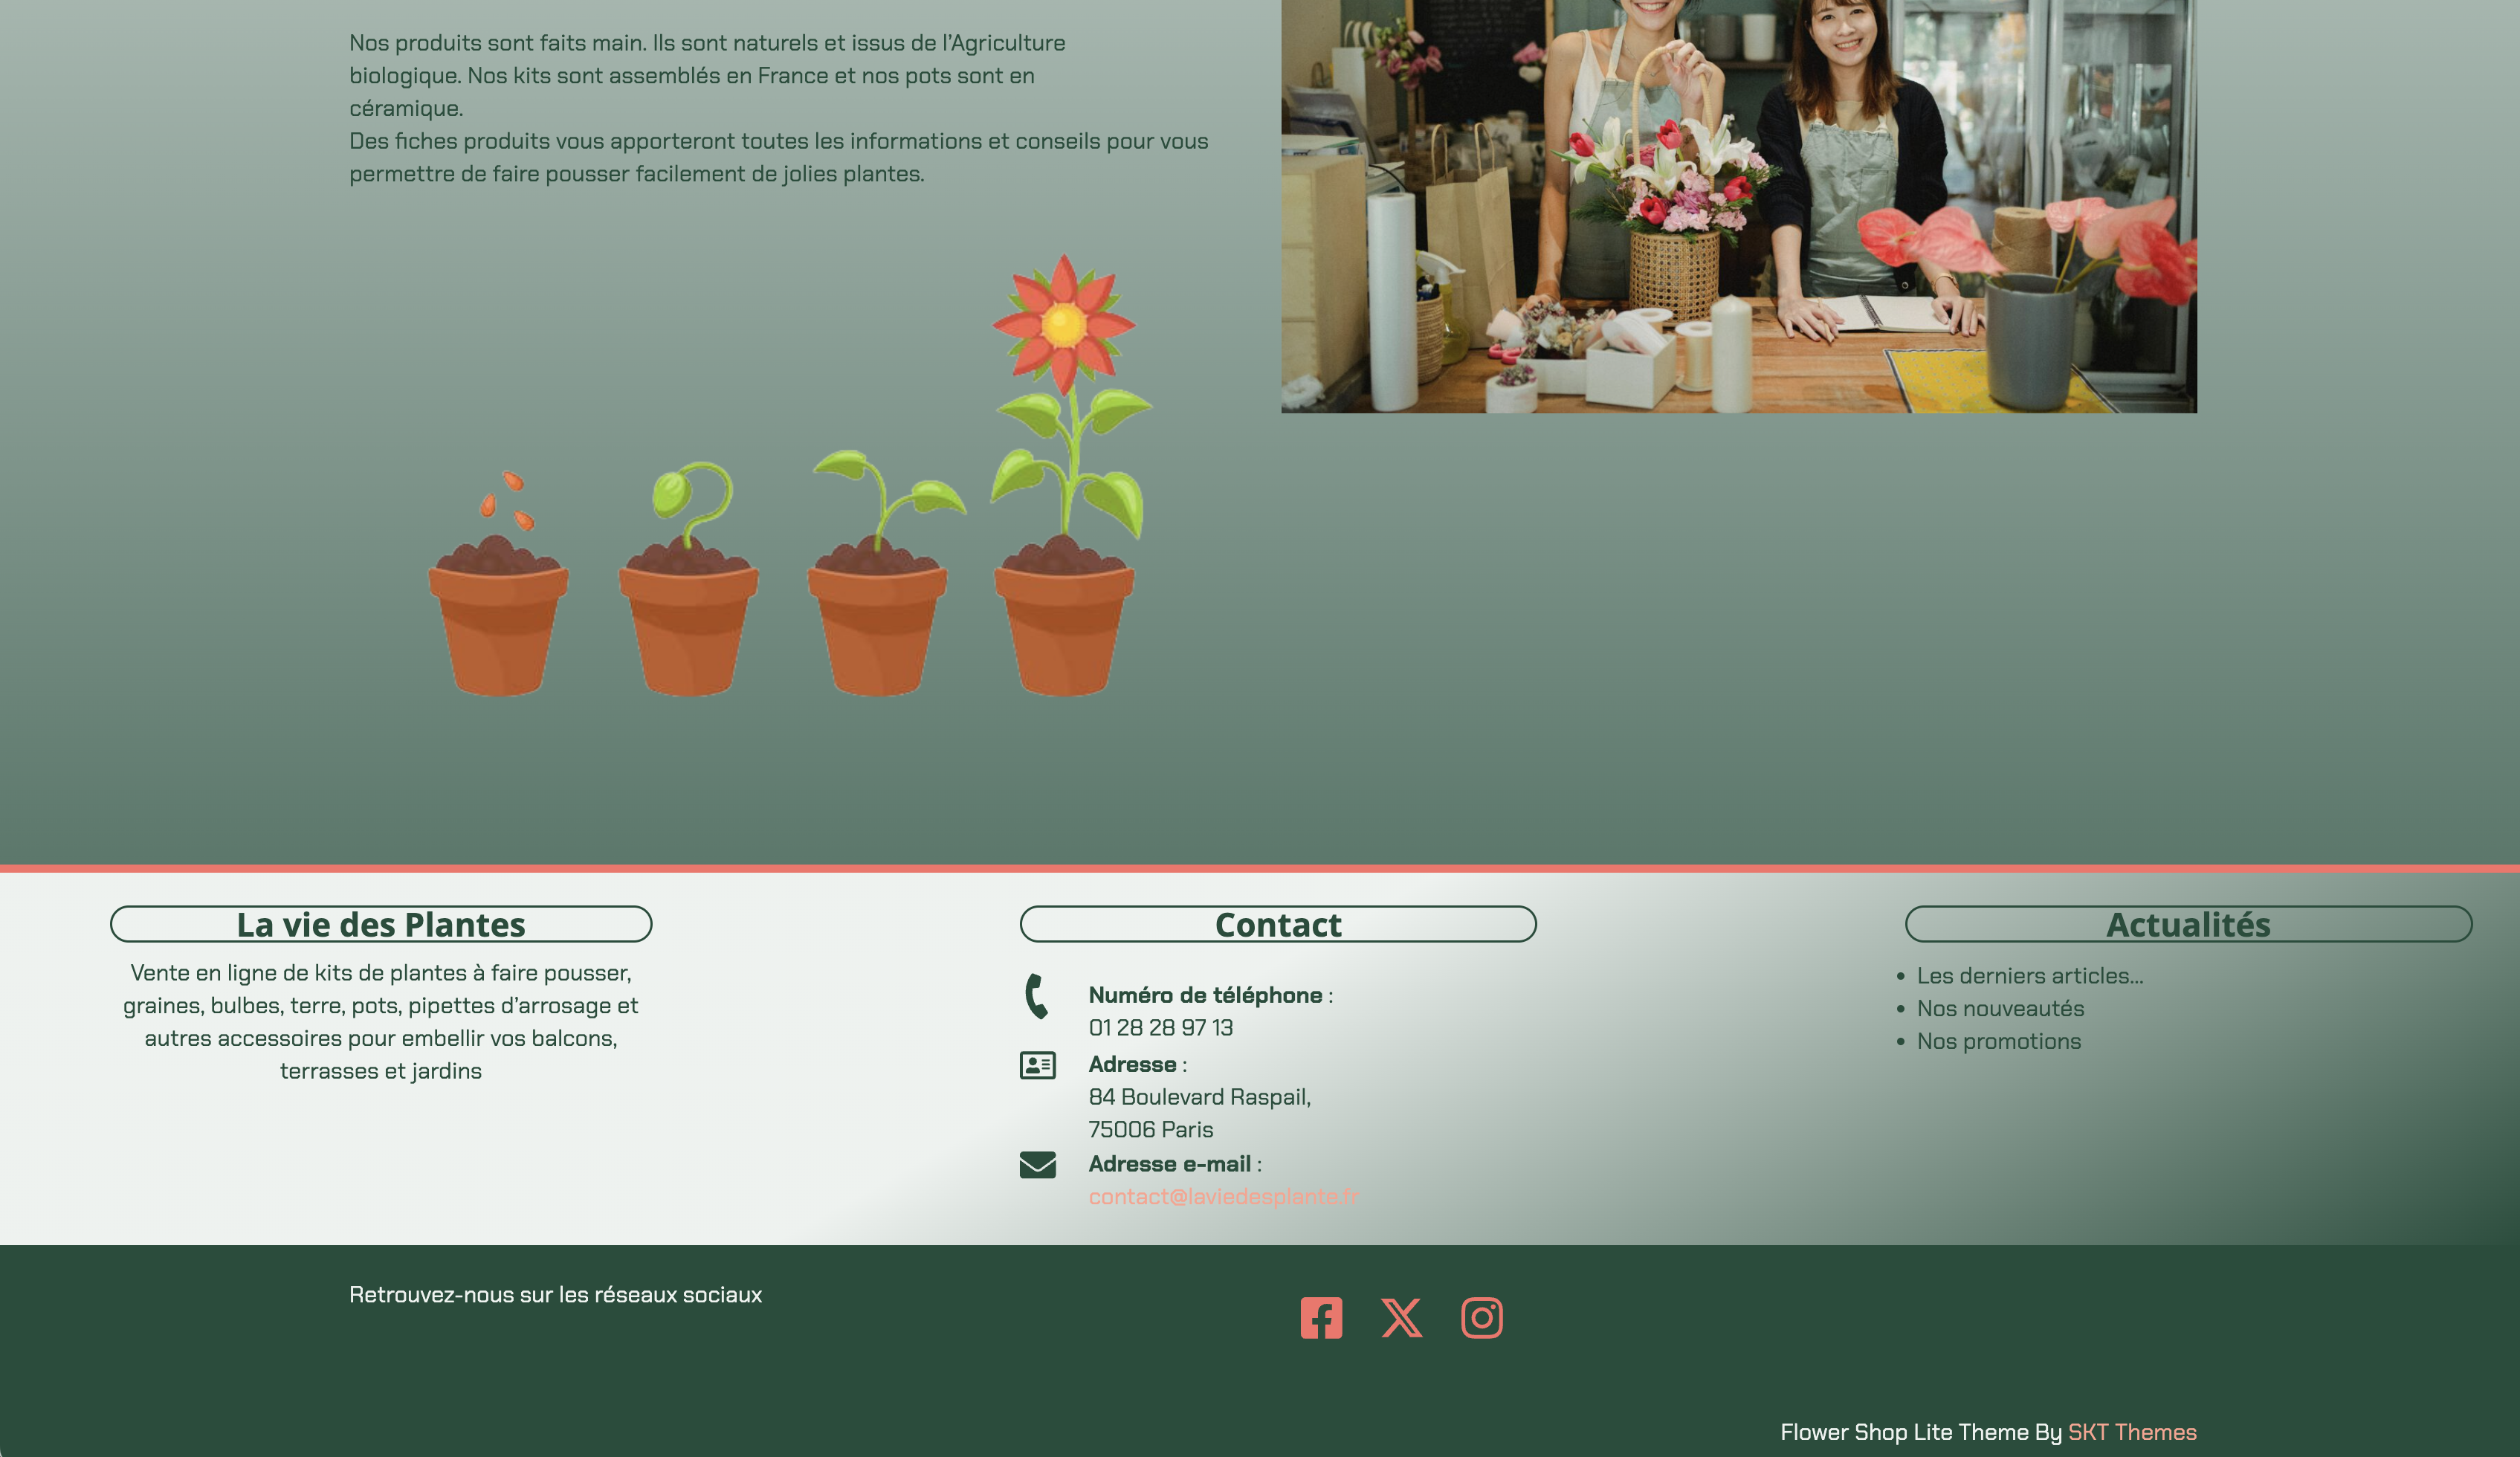 Nos produits sont faits main. Ils sont naturels et issus de l'Agriculture
biologique. Nos kits sont assemblés en France et nos pots sont en
céramique.
Des fiches produits vous apporteront toutes les informations et conseils pour vous
permettre de faire pousser facilement de jolies plantes.
La vie des Plantes
Vente en ligne de kits de plantes à faire pousser,
graines, bulbes, terre, pots, pipettes d'arrosage et
autres accessoires pour embellir vos balcons,
terrasses et jardins
Contact
Numéro de téléphone :
01 28 28 97 13
Adresse :
84 Boulevard Raspail,
75006 Paris
Adresse e-mail :
contact@laviedesplante.fr
Actualités
• Les derniers articles...
• Nos nouveautés
• Nos promotions
Retrouvez-nous sur les réseaux sociaux
Flower Shop Lite Theme By SKT Themes